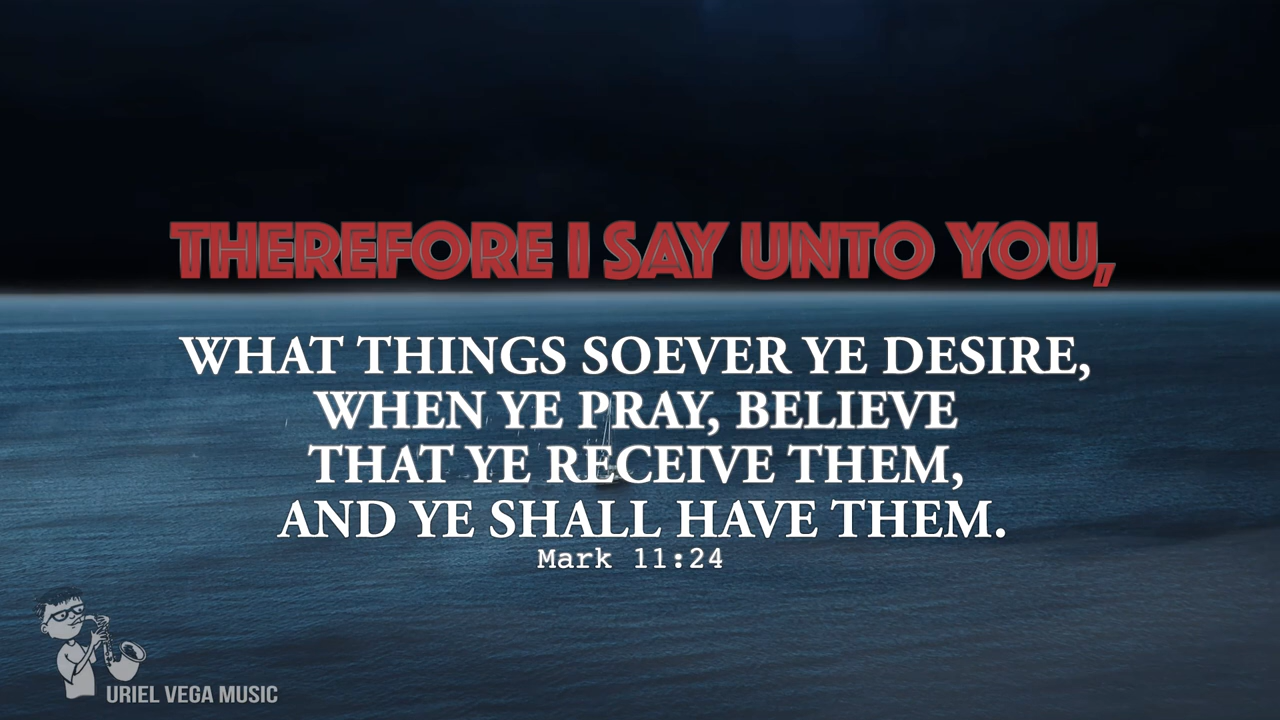 THEREFORE I SAY UNTO YOU,
WHAT THINGS SOEVER YE DESIRE,
WHEN YE PRAY, BELIEVE
THAT YE RECEIVE THEM,
AND YE SHALL HAVE THEM.
Mark 11:24
URIEL VEGA MUSIC